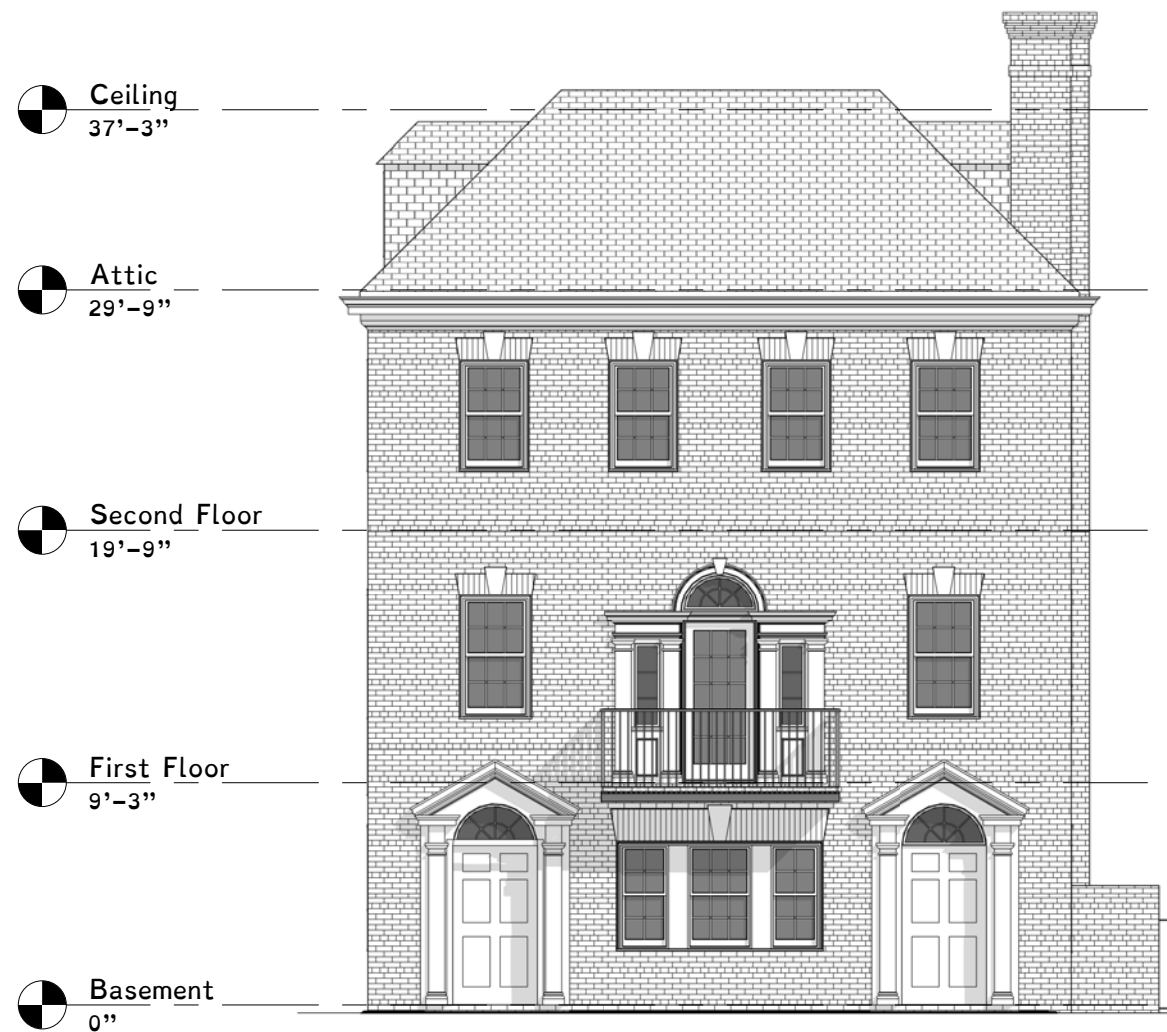 Ceiling
37’–3”
Attic
29’–9”
Second Floor
19’–9”
First Floor
9’–3”
Basement
0”